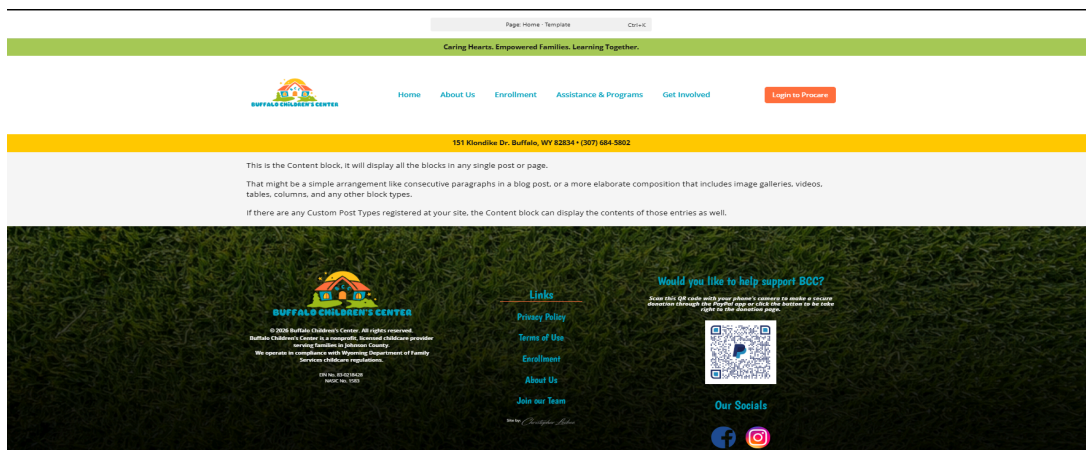 Page: Home · Template Ctrl+K
Caring Hearts. Empowered Families. Learning Together.
BUFFALO CHILDREN'S CENTER
Home About Us Enrollment Assistance & Programs Get Involved Login to Procare
151 Klondike Dr. Buffalo, WY 82834 • (307) 684-5802
This is the Content block, it will display all the blocks in any single post or page.
That might be a simple arrangement like consecutive paragraphs in a blog post, or a more elaborate composition that includes image galleries, videos,
tables, columns, and any other block types.
If there are any Custom Post Types registered at your site, the Content block can display the contents of those entries as well.
BUFFALO CHILDREN'S CENTER
© 2026 Buffalo Children's Center. All rights reserved.
Buffalo Children's Center is a nonprofit, licensed childcare provider
serving families in Johnson County.
We operate in compliance with Wyoming Department of Family
Services childcare regulations.
EIN No. 83-0218428
NASIC No. 1583
Links
Privacy Policy
Terms of Use
Enrollment
About Us
Join our Team
Site by:
Would you like to help support BCC?
Scan this QR code with your phone's camera to make a secure
donation through the PayPal app or click the button to be take
right to the donation page.
Our Socials